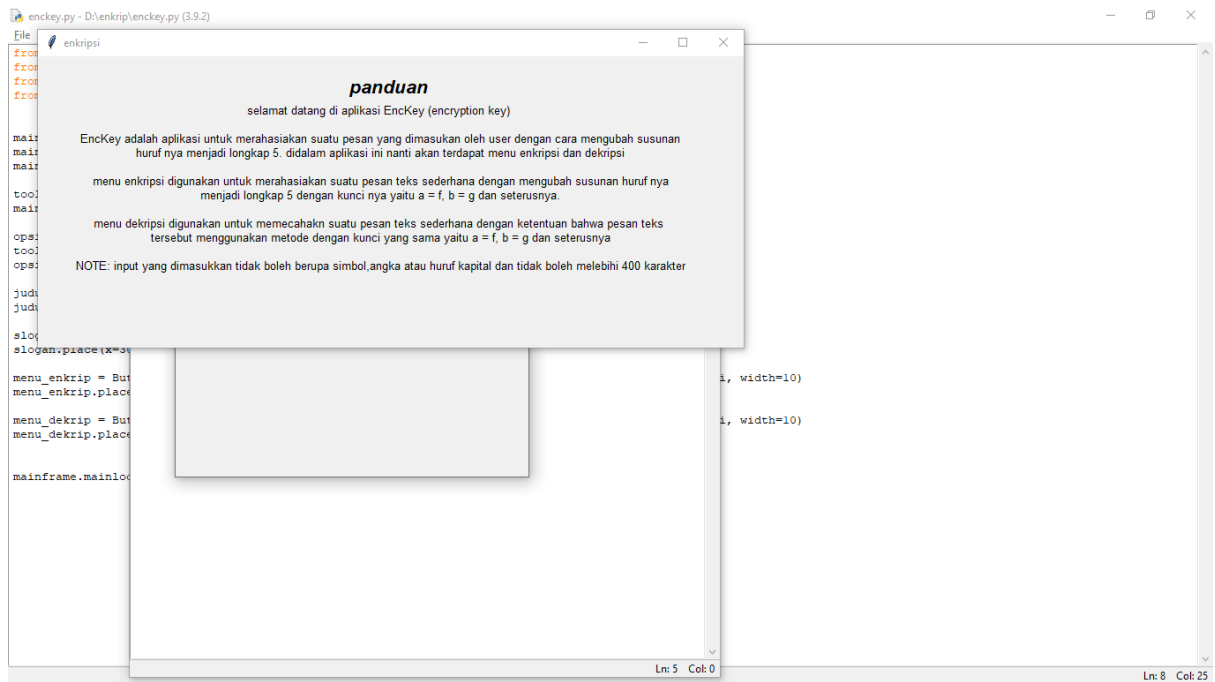 enckey.py - D:\enkrip\enckey.py (3.9.2)
File
enkripsi
from
from
from
from
panduan
selamat datang di aplikasi EncKey (encryption key)
EncKey adalah aplikasi untuk merahasiakan suatu pesan yang dimasukan oleh user dengan cara mengubah susunan
huruf nya menjadi longkap 5. didalam aplikasi ini nanti akan terdapat menu enkripsi dan dekripsi
menu enkripsi digunakan untuk merahasiakan suatu pesan teks sederhana dengan mengubah susunan huruf nya
menjadi longkap 5 dengan kunci nya yaitu a = f, b = g dan seterusnya.
menu dekripsi digunakan untuk memecahakn suatu pesan teks sederhana dengan ketentuan bahwa pesan teks
tersebut menggunakan metode dengan kunci yang sama yaitu a = f, b = g dan seterusnya
NOTE: input yang dimasukkan tidak boleh berupa simbol,angka atau huruf kapital dan tidak boleh melebihi 400 karakter
slogan.place(x=30
menu_enkrip = But
i, width=10)
menu_enkrip.place
menu_dekrip = But
i, width=10)
menu_dekrip.place
mainframe.mainloo
Ln: 5 Col: 0
Ln: 8 Col: 25